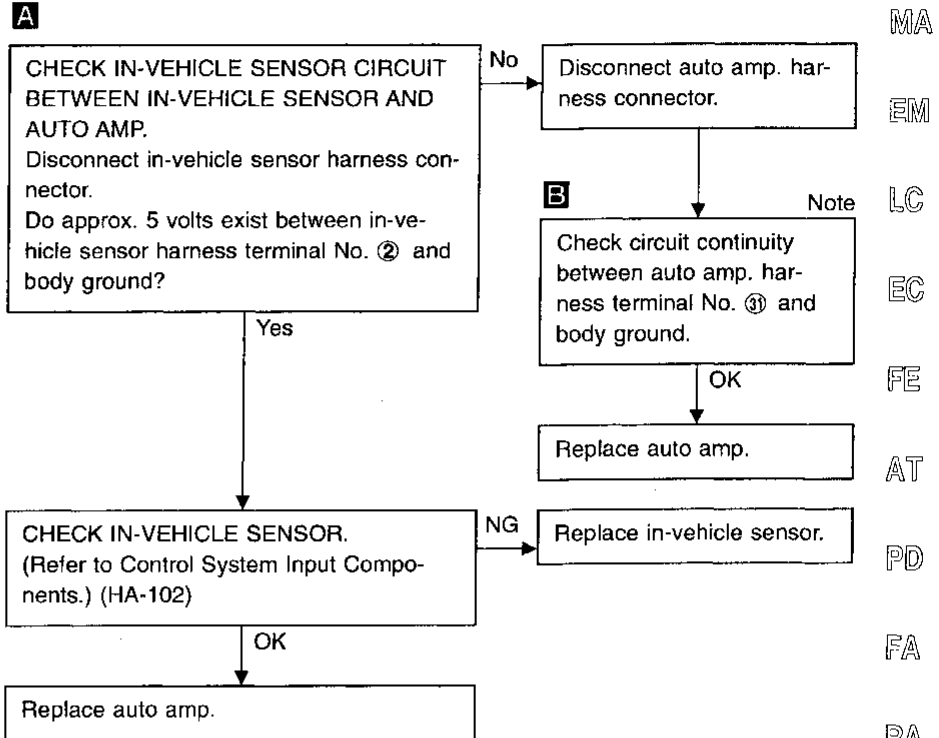 A
CHECK IN-VEHICLE SENSOR CIRCUIT
BETWEEN IN-VEHICLE SENSOR AND
AUTO AMP.
Disconnect in-vehicle sensor harness con-
nector.
Do approx. 5 volts exist between in-ve-
hicle sensor harness terminal No. ② and
body ground?
No
Disconnect auto amp. har-
ness connector.
B
Note
Check circuit continuity
between auto amp. har-
ness terminal No. ㉛ and
body ground.
Yes
OK
Replace auto amp.
CHECK IN-VEHICLE SENSOR.
(Refer to Control System Input Compo-
nents.) (HA-102)
NG
Replace in-vehicle sensor.
OK
Replace auto amp.
MA
EM
LC
EC
FE
AT
PD
FA
RA